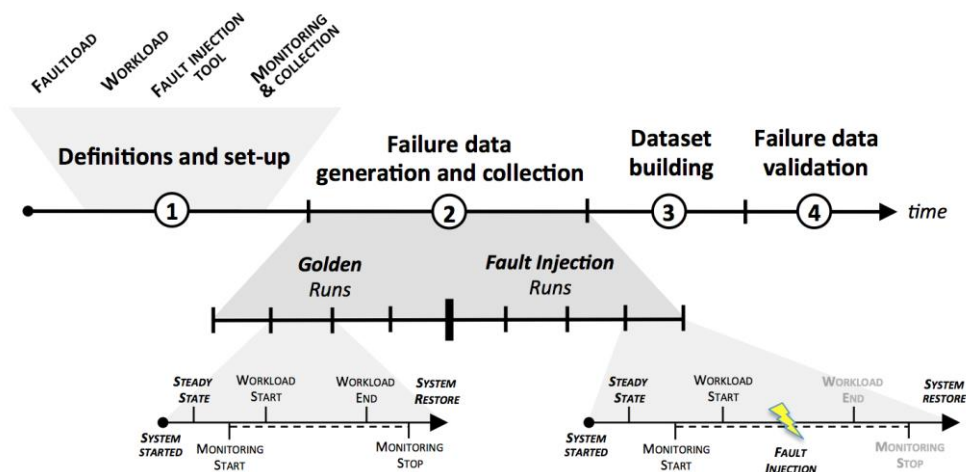 FAULTLOAD
WORKLOAD
FAULT INJECTION
TOOL
MONITORING
& COLLECTION
Definitions and set-up
Failure data
generation and collection
Dataset
building
Failure data
validation
1
2
3
4
time
Golden
Runs
Fault Injection
Runs
STEADY
STATE
WORKLOAD
START
WORKLOAD
END
SYSTEM
RESTORE
SYSTEM
STARTED
MONITORING
START
MONITORING
STOP
STEADY
STATE
WORKLOAD
START
WORKLOAD
END
SYSTEM
RESTORE
SYSTEM
STARTED
MONITORING
START
FAULT
INJECTION
MONITORING
STOP